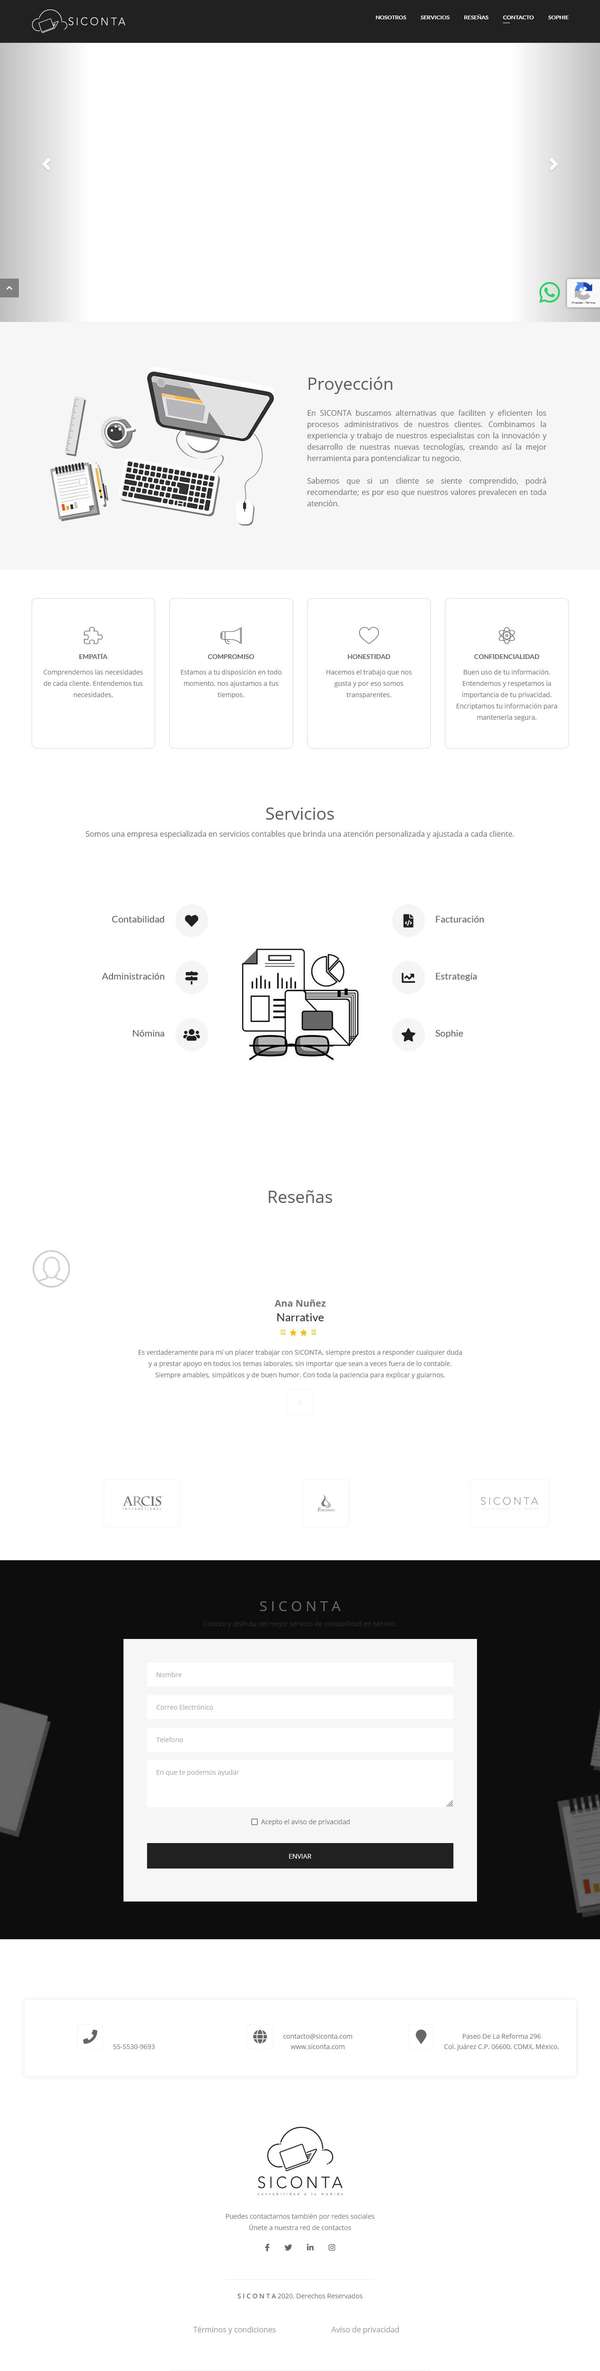 SICONTA
NOSOTROS SERVICIOS RESEÑAS CONTACTO SOPHIE
Proyección
En SICONTA buscamos alternativas que faciliten y eficienten los
procesos administrativos de nuestros clientes. Combinamos la
experiencia y trabajo de nuestros especialistas con la innovación y
desarrollo de nuestras nuevas tecnologías, creando así la mejor
herramienta para pontencializar tu negocio.
Sabemos que si un cliente se siente comprendido, podrá
recomendarte; es por eso que nuestros valores prevalecen en toda
atención.
EMPATÍA
Comprendemos las necesidades
de cada cliente. Entendemos tus
necesidades.
COMPROMISO
Estamos a tu disposición en todo
momento, nos ajustamos a tus
tiempos.
HONESTIDAD
Hacemos el trabajo que nos
gusta y por eso somos
transparentes.
CONFIDENCIALIDAD
Buen uso de tu información.
Entendemos y respetamos la
importancia de tu privacidad.
Encriptamos tu información para
mantenerla segura.
Servicios
Somos una empresa especializada en servicios contables que brinda una atención personalizada y ajustada a cada cliente.
Contabilidad
Facturación
Administración
Estrategia
Nómina
Sophie
Reseñas
Ana Nuñez
Narrative
Es verdaderamente para mí un placer trabajar con SICONTA, siempre prestos a responder cualquier duda
y a prestar apoyo en todos los temas laborales, sin importar que sean a veces fuera de lo contable.
Siempre amables, simpáticos y de buen humor. Con toda la paciencia para explicar y guiarnos.
ARCIS
INTERNATIONAL
SICONTA
SICONTA
Nombre
Correo Electrónico
Telefono
En que te podemos ayudar
Acepto el aviso de privacidad
ENVIAR
55-5530-9693
contacto@siconta.com
www.siconta.com
Paseo De La Reforma 296
Col. Juárez C.P. 06600, CDMX, México.
SICONTA
Puedes contactarnos también por redes sociales
Únete a nuestra red de contactos
SICONTA 2020. Derechos Reservados
Términos y condiciones Aviso de privacidad